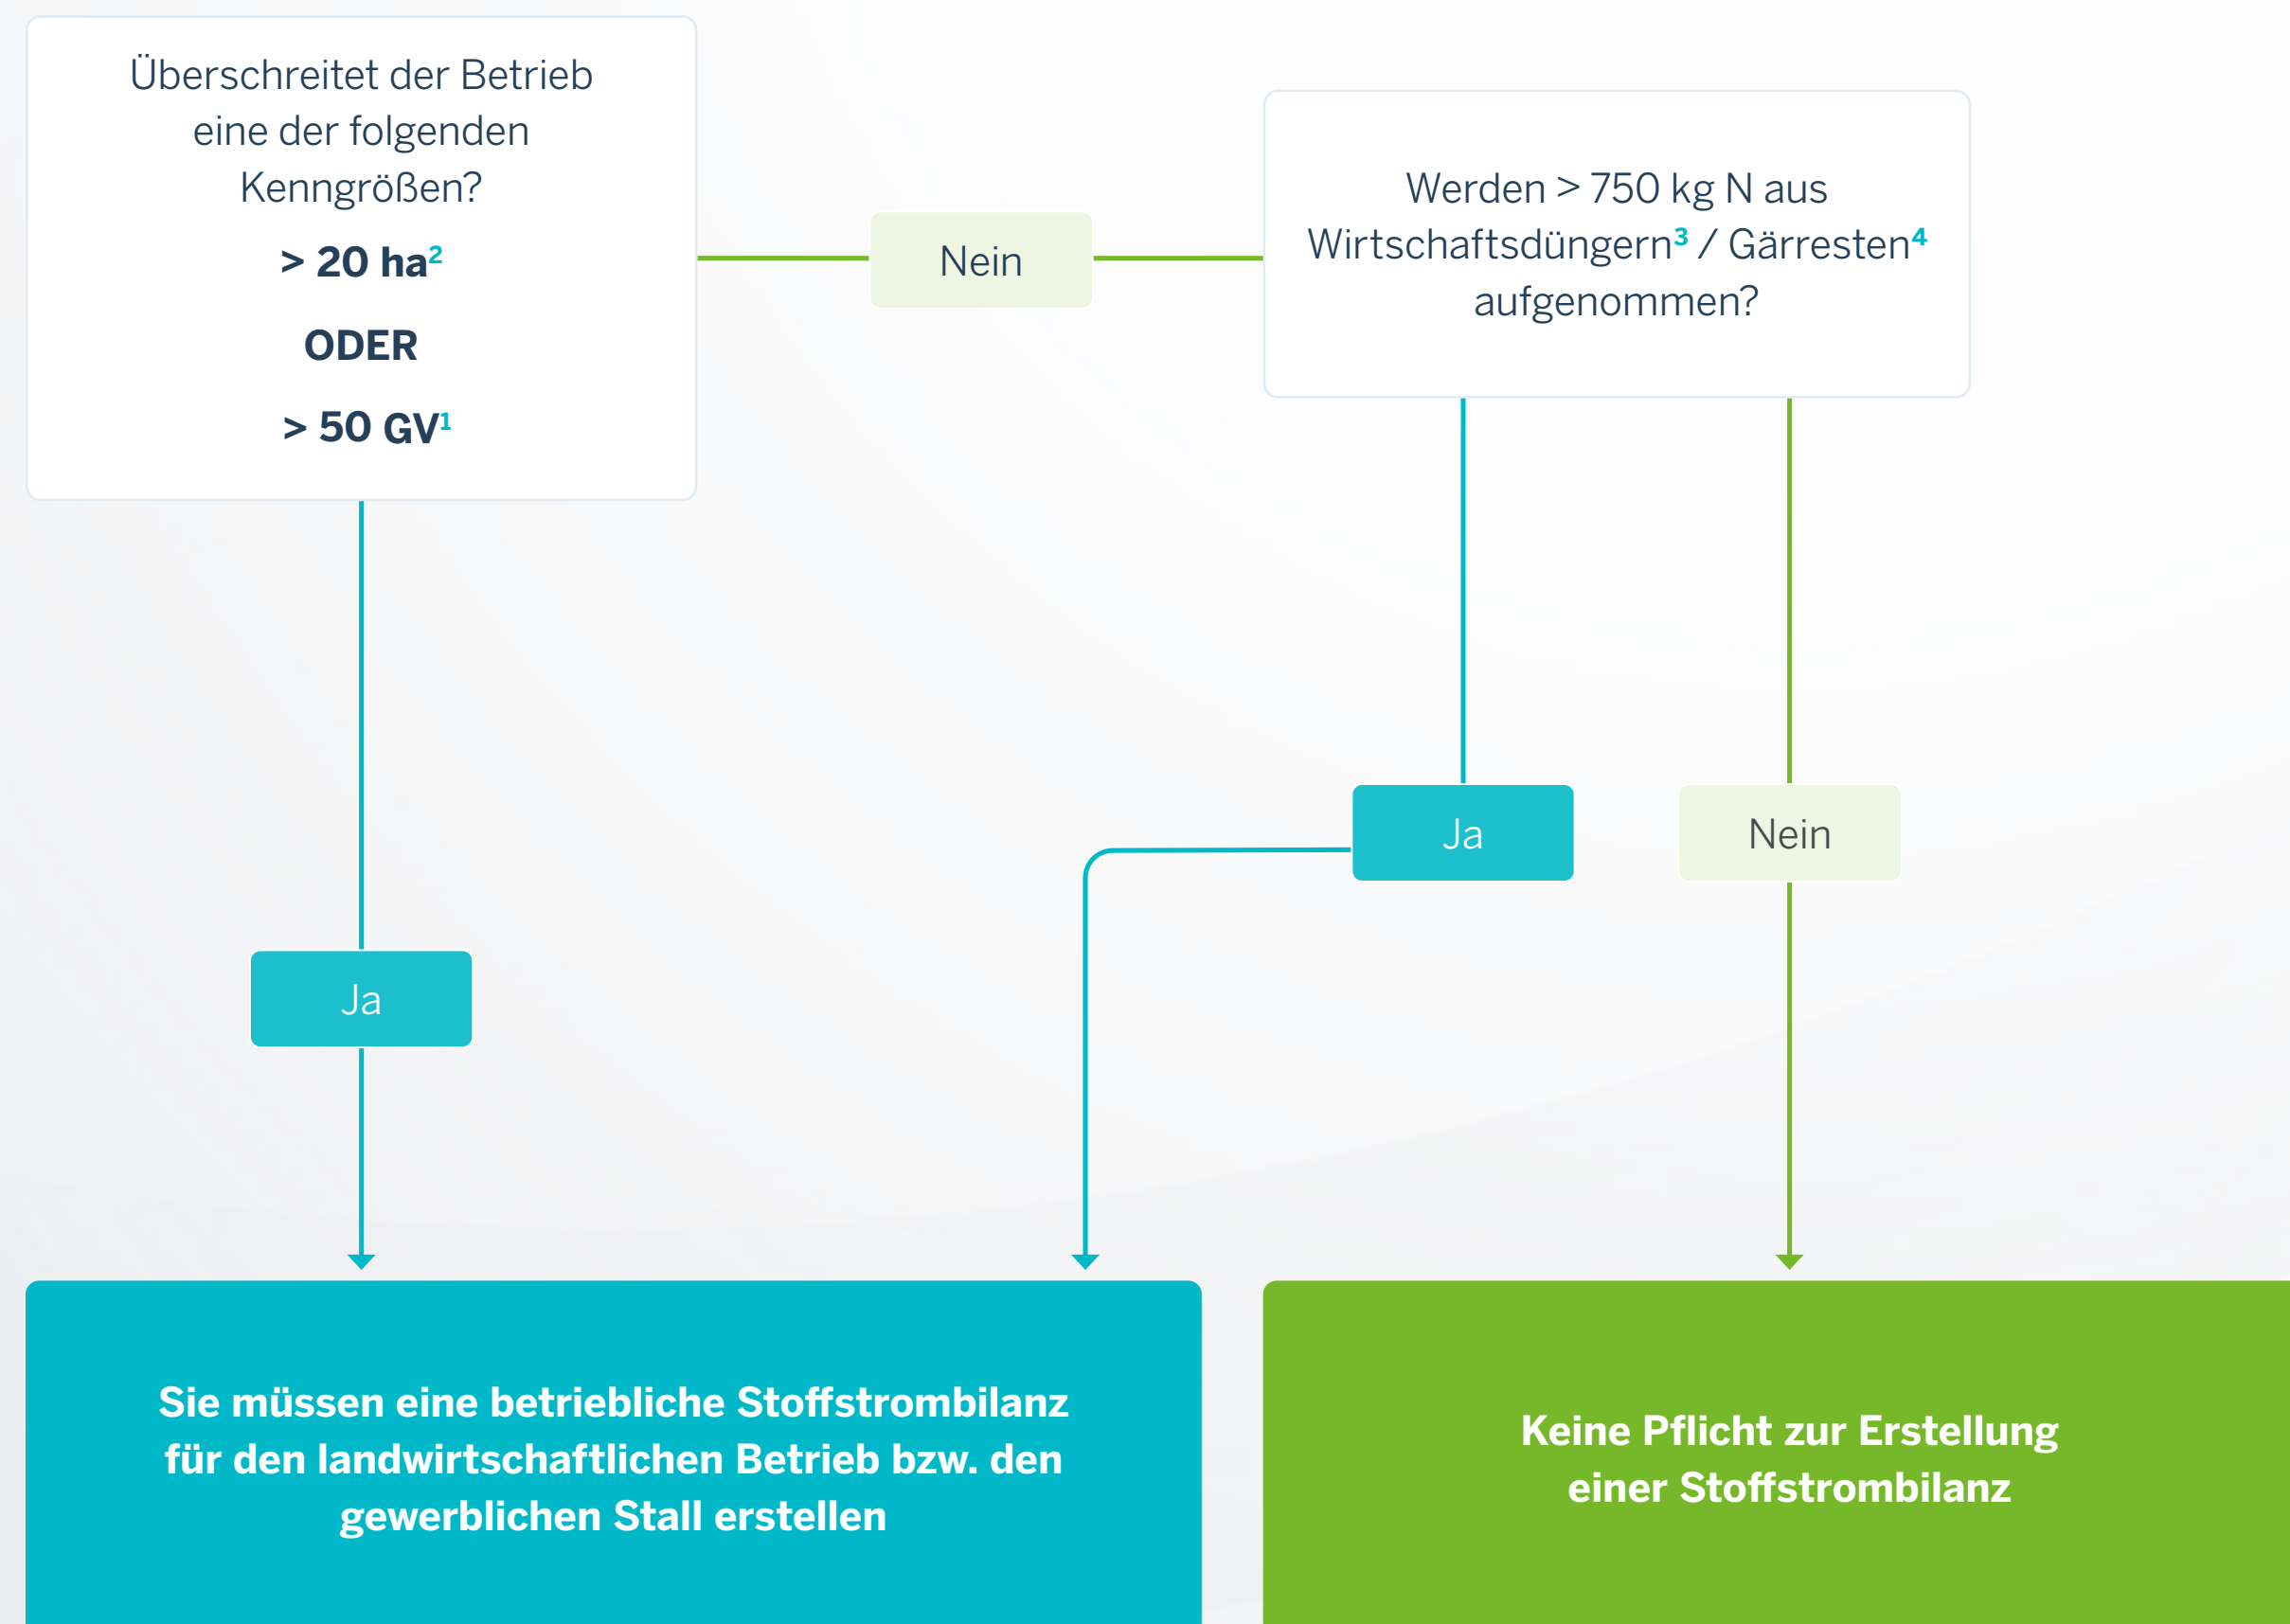 Überschreitet der Betrieb
eine der folgenden
Kenngrößen?
> 20 ha²
ODER
> 50 GV¹
Nein
Werden > 750 kg N aus
Wirtschaftsdüngern³ / Gärresten⁴
aufgenommen?
Ja
Nein
Ja
Sie müssen eine betriebliche Stoffstrombilanz
für den landwirtschaftlichen Betrieb bzw. den
gewerblichen Stall erstellen
Keine Pflicht zur Erstellung
einer Stoffstrombilanz